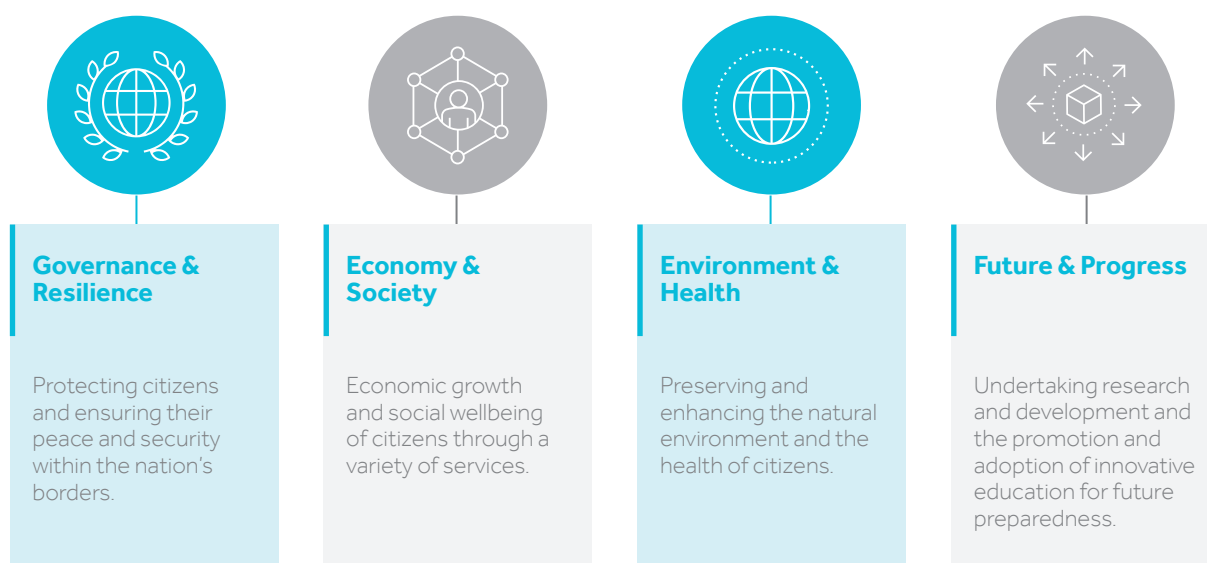 Governance &
Resilience
Protecting citizens
and ensuring their
peace and security
within the nation's
borders.
Economy &
Society
Economic growth
and social wellbeing
of citizens through a
variety of services.
Environment &
Health
Preserving and
enhancing the natural
environment and the
health of citizens.
Future & Progress
Undertaking research
and development and
the promotion and
adoption of innovative
education for future
preparedness.